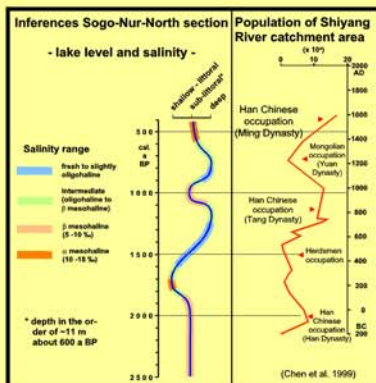 Inferences Sogo-Nur-North section
- lake level and salinity -
shallow - littoral
sub-littoral*
deep
Salinity range
fresh to slightly
oligohaline
Intermediate
(oligohaline to
β mesohaline)
β mesohaline
(5 -10 ‰)
α mesohaline
(10 -18 ‰)
* depth in the or-
der of ~11 m
about 600 a BP
500
cal.
a
BP
1000
1500
2000
2500
Population of Shiyang
River catchment area
(x 10⁴)
0
10
20
2000
AD
1800
1600
1400
1200
1000
800
600
400
200
0
BC
200
Han Chinese
occupation
(Ming Dynasty)
Mongolian
occupation
(Yuan
Dynasty)
Han Chinese
occupation
(Tang Dynasty)
Herdsmen
occupation
Han
Chinese
occupation
(Han Dynasty)
(Chen et al. 1999)